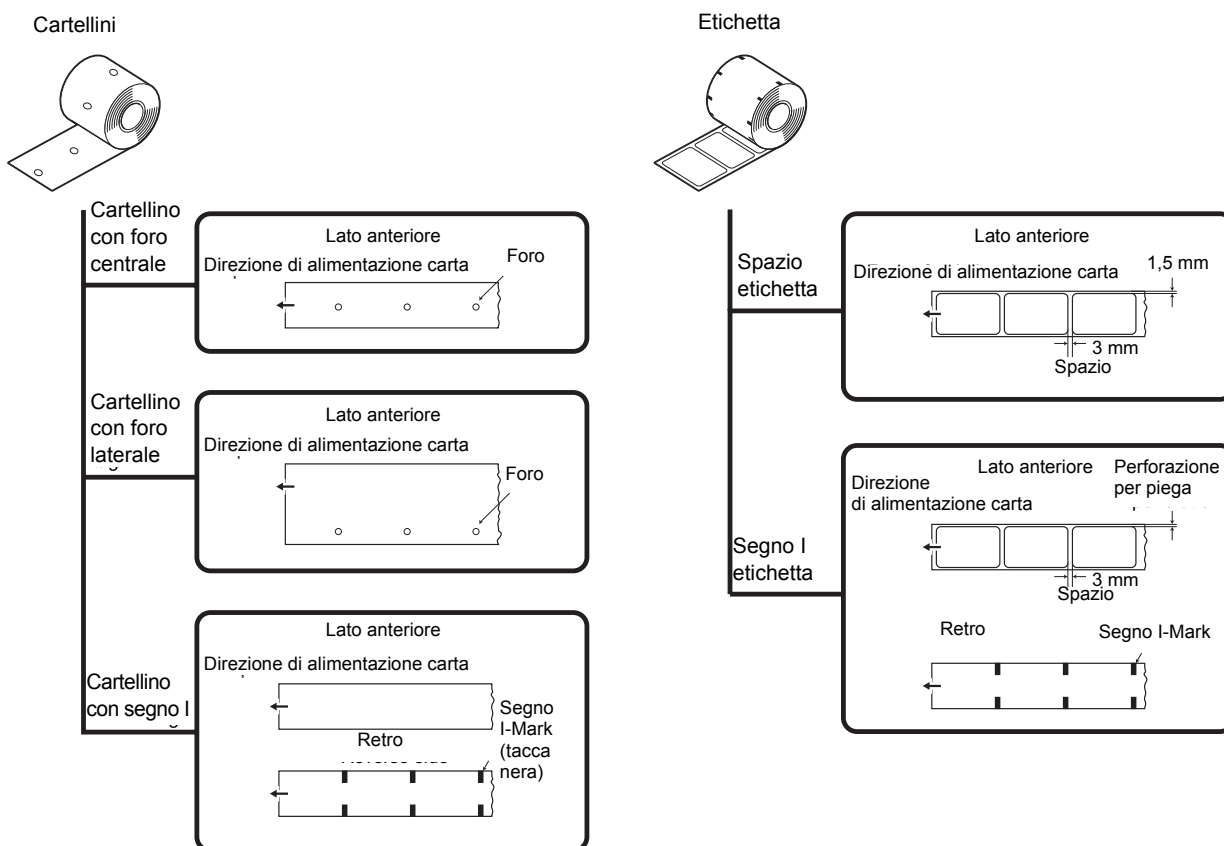 Cartellini
Cartellino
con foro
centrale
Lato anteriore
Direzione di alimentazione carta
Foro
Cartellino
con foro
laterale
Lato anteriore
Direzione di alimentazione carta
Foro
Cartellino
con segno I
Lato anteriore
Direzione di alimentazione carta
Segno
I-Mark
(tacca
nera)
Retro
Etichetta
Spazio
etichetta
Lato anteriore
Direzione di alimentazione carta
1,5 mm
3 mm
Spazio
Segno I
etichetta
Lato anteriore
Perforazione
per piega
Direzione
di alimentazione carta
3 mm
Spazio
Retro
Segno I-Mark